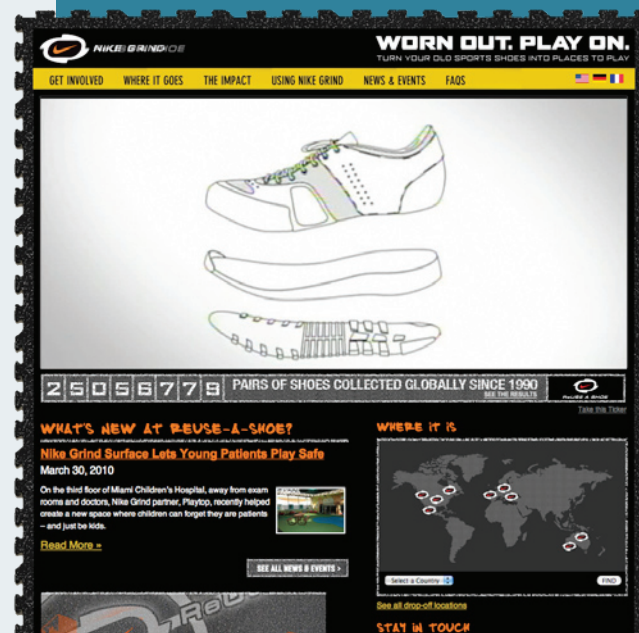 WORN OUT. PLAY ON.
TURN YOUR OLD SPORTS SHOES INTO PLACES TO PLAY
GET INVOLVED WHERE IT GOES THE IMPACT USING NIKE GRIND NEWS & EVENTS FAQS
25056779 PAIRS OF SHOES COLLECTED GLOBALLY SINCE 1990
SEE THE RESULTS
REUSE A SHOE
Take this Ticker
WHAT'S NEW AT REUSE-A-SHOE?
Nike Grind Surface Lets Young Patients Play Safe
March 30, 2010
On the third floor of Miami Children's Hospital, away from exam
rooms and doctors, Nike Grind partner, Playtop, recently helped
create a new space where children can forget they are patients
– and just be kids.
Read More »
SEE ALL NEWS & EVENTS >
WHERE IT IS
Select a Country
FIND
See all drop-off locations
STAY IN TOUCH